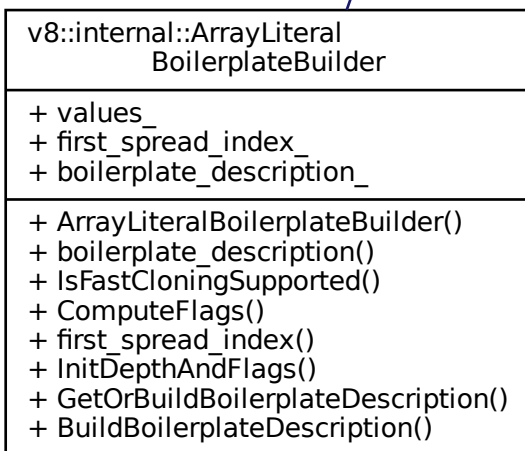 v8::internal::ArrayLiteral
BoilerplateBuilder
+ values_
+ first_spread_index_
+ boilerplate_description_
+ ArrayLiteralBoilerplateBuilder()
+ boilerplate_description()
+ IsFastCloningSupported()
+ ComputeFlags()
+ first_spread_index()
+ InitDepthAndFlags()
+ GetOrBuildBoilerplateDescription()
+ BuildBoilerplateDescription()